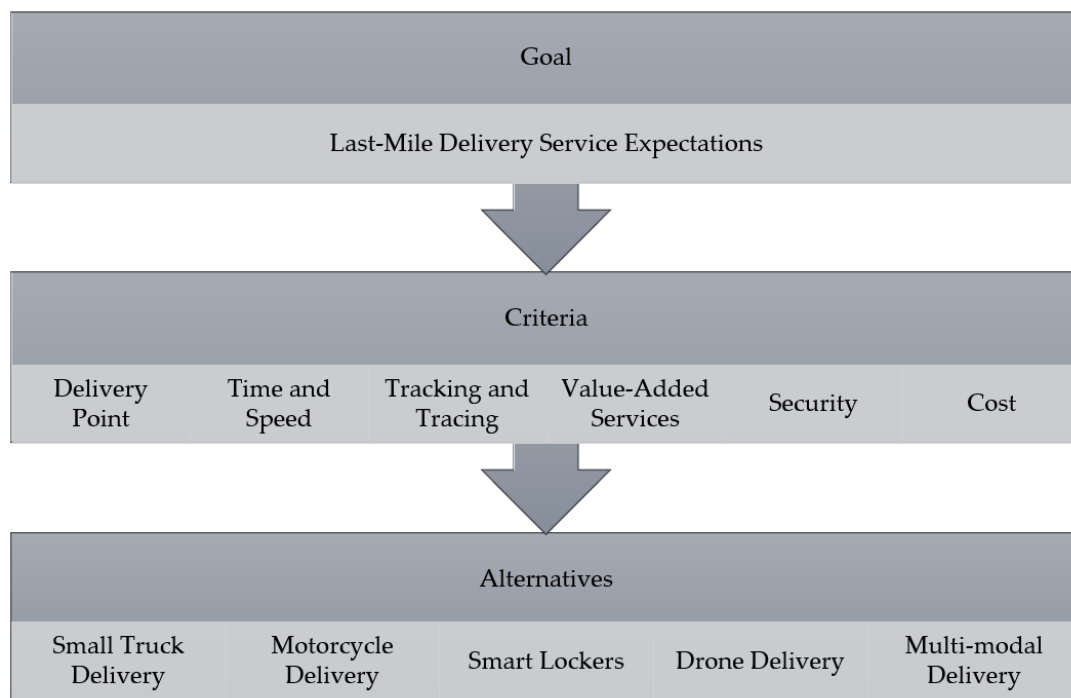 Goal
Last-Mile Delivery Service Expectations
Criteria
Delivery
Point
Time and
Speed
Tracking and
Tracing
Value-Added
Services
Security
Cost
Alternatives
Small Truck
Delivery
Motorcycle
Delivery
Smart Lockers
Drone Delivery
Multi-modal
Delivery